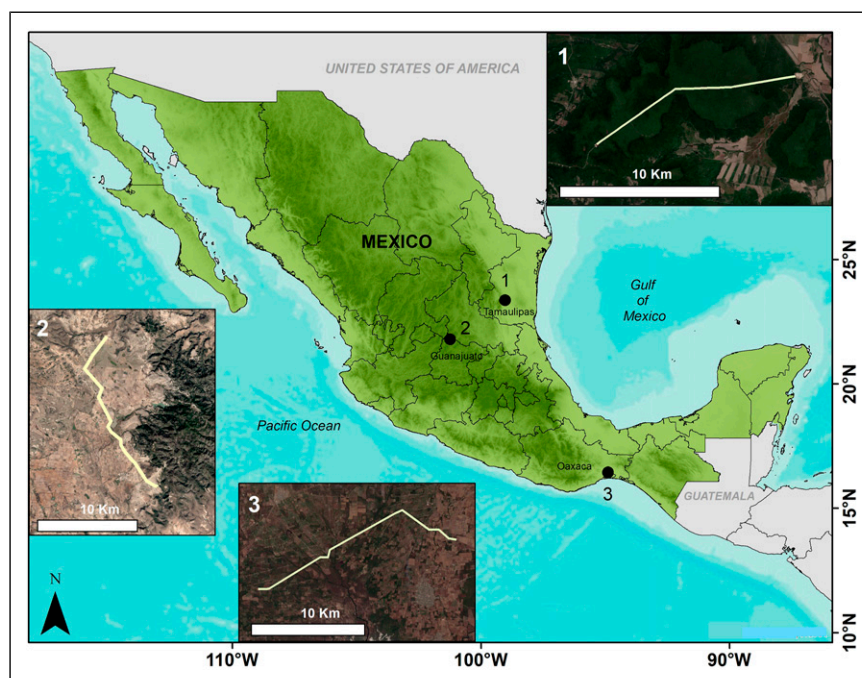 UNITED STATES OF AMERICA
1
10 Km
MEXICO
25°N
1
Tamaulipas
Gulf
of
Mexico
2
2
Guanajuato
20°N
Pacific Ocean
Oaxaca
3
GUATEMALA
10 Km
3
15°N
N
10 Km
10°N
110°W
100°W
90°W